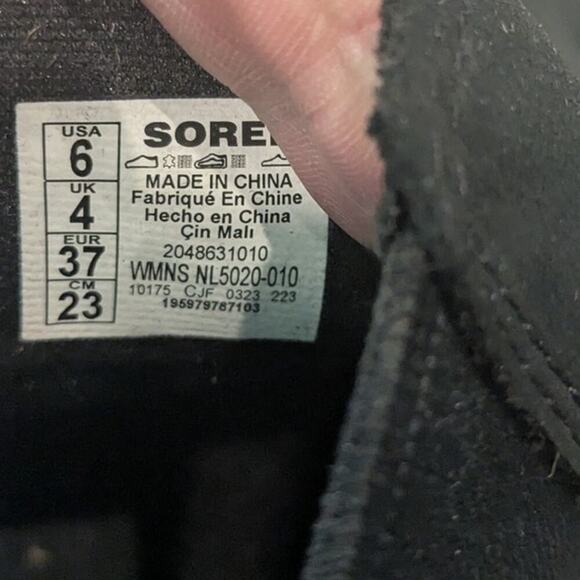 USA
6
UK
4
EUR
37
CM
23
SORE
MADE IN CHINA
Fabriqué En Chine
Hecho en China
Çin Malı
2048631010
WMNS NL5020-010
10175 CJF 0323 223
195979787103